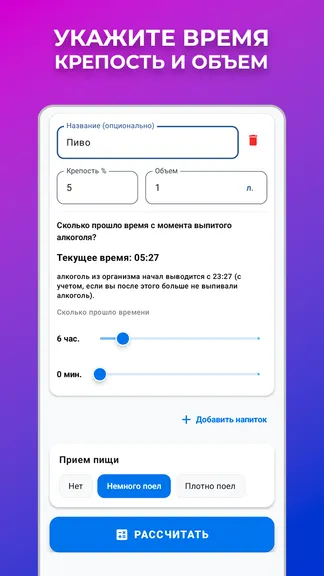 УКАЖИТЕ ВРЕМЯ
КРЕПОСТЬ И ОБЪЕМ
Название (опционально)
Пиво
Крепость %
Объем
5
1
л.
Сколько прошло время с момента выпитого
алкоголя?
Текущее время: 05:27
алкоголь из организма начал выводится с 23:27 (с
учетом, если вы после этого больше не выпивали
алкоголь).
Сколько прошло времени
6 час.
0 мин.
+ Добавить напиток
Прием пищи
Нет
Немного поел
Плотно поел
РАССЧИТАТЬ